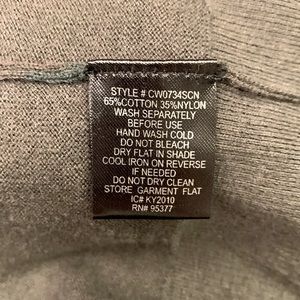 STYLE # CW0734SCN
65%COTTON 35%NYLON
WASH SEPARATELY
BEFORE USE
HAND WASH COLD
DO NOT BLEACH
DRY FLAT IN SHADE
COOL IRON ON REVERSE
IF NEEDED
DO NOT DRY CLEAN
STORE GARMENT FLAT
IC# KY2010
RN# 95377